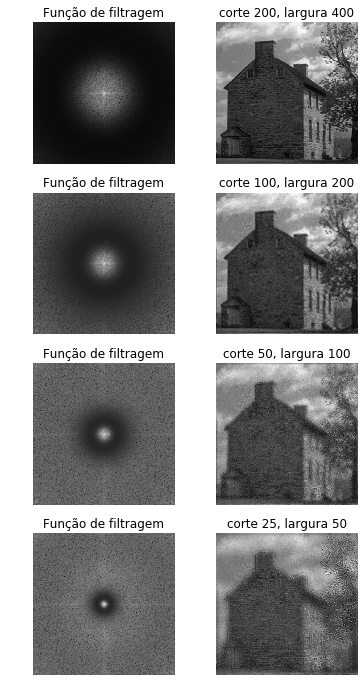 Função de filtragem
corte 200, largura 400
Função de filtragem
corte 100, largura 200
Função de filtragem
corte 50, largura 100
Função de filtragem
corte 25, largura 50